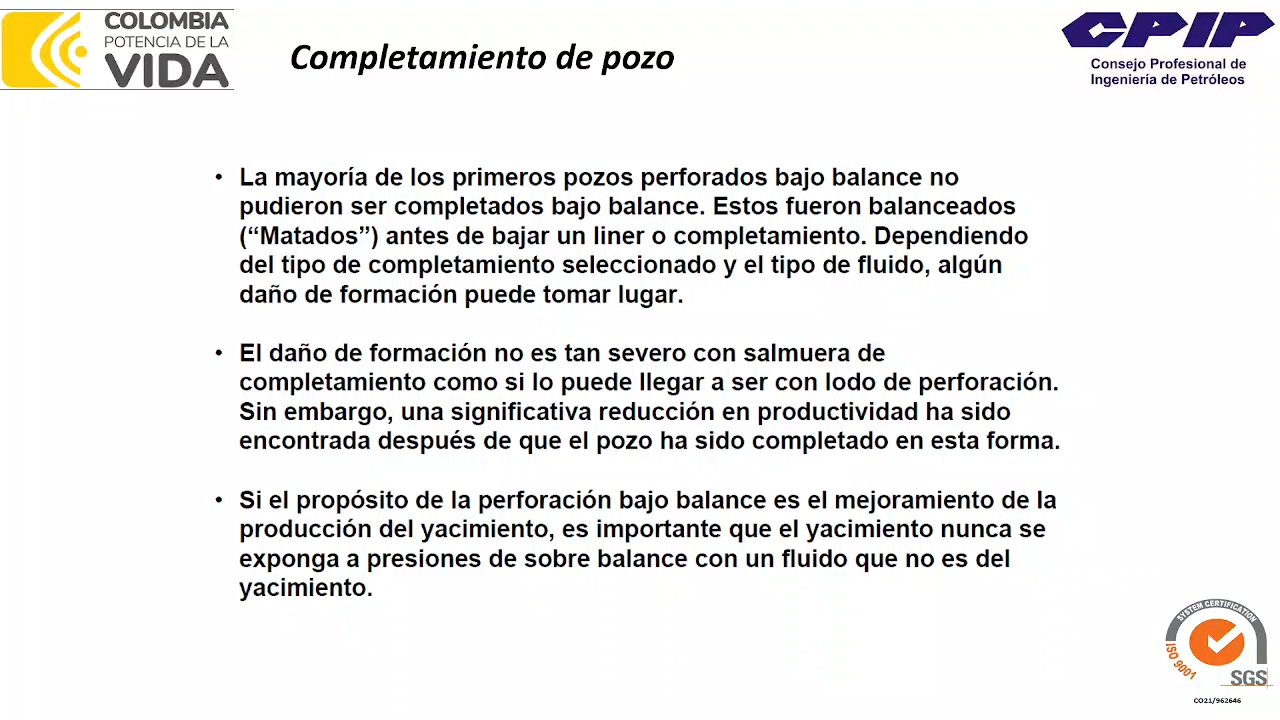 COLOMBIA
POTENCIA DE LA
VIDA
Completamiento de pozo
CPIP
Consejo Profesional de
Ingeniería de Petróleos
• La mayoría de los primeros pozos perforados bajo balance no
pudieron ser completados bajo balance. Estos fueron balanceados
(“Matados”) antes de bajar un liner o completamiento. Dependiendo
del tipo de completamiento seleccionado y el tipo de fluido, algún
daño de formación puede tomar lugar.
• El daño de formación no es tan severo con salmuera de
completamiento como si lo puede llegar a ser con lodo de perforación.
Sin embargo, una significativa reducción en productividad ha sido
encontrada después de que el pozo ha sido completado en esta forma.
• Si el propósito de la perforación bajo balance es el mejoramiento de la
producción del yacimiento, es importante que el yacimiento nunca se
exponga a presiones de sobre balance con un fluido que no es del
yacimiento.
SYSTEM CERTIFICATION
ISO 9001
SGS
CO21/962646